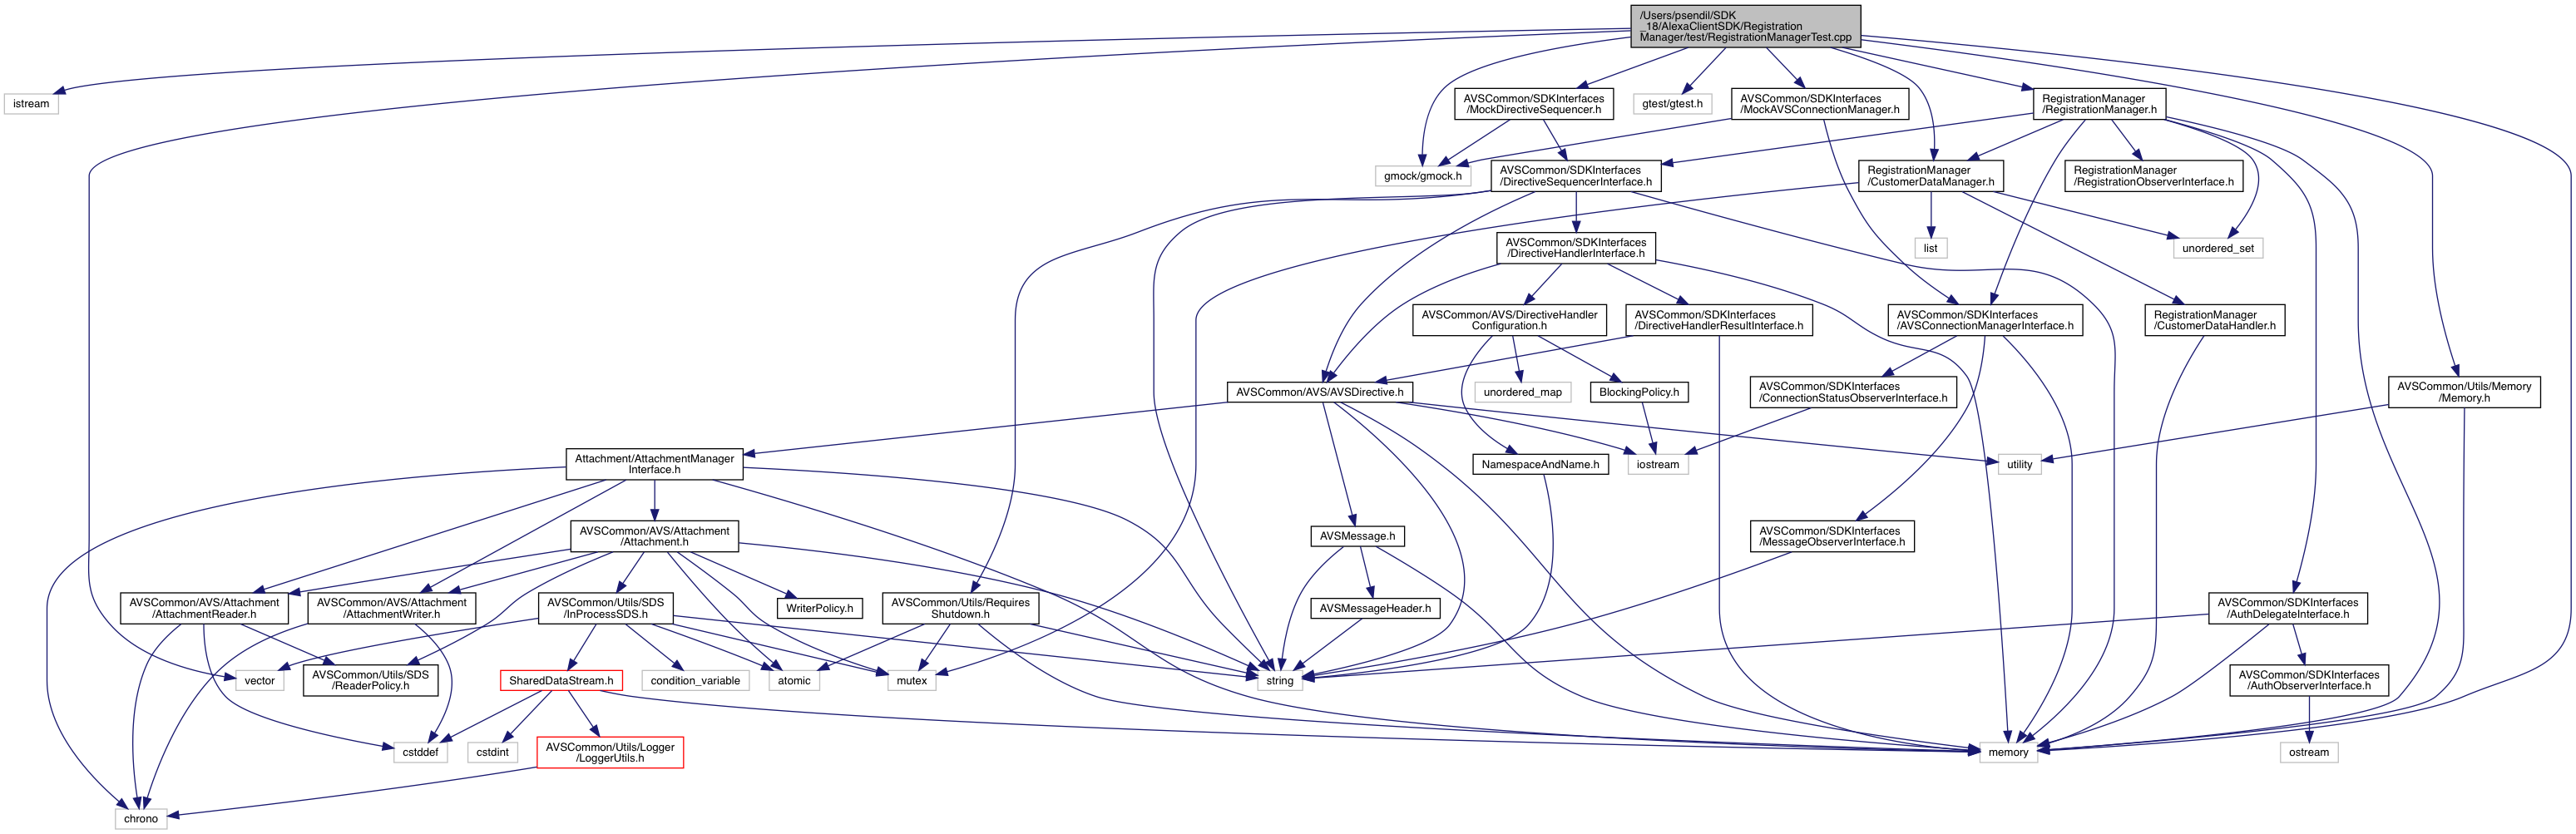 /Users/psendil/SDK
_18/AlexaClientSDK/Registration
Manager/test/RegistrationManagerTest.cpp
istream
AVSCommon/SDKInterfaces
/MockDirectiveSequencer.h
gtest/gtest.h
AVSCommon/SDKInterfaces
/MockAVSConnectionManager.h
RegistrationManager
/RegistrationManager.h
gmock/gmock.h
AVSCommon/SDKInterfaces
/DirectiveSequencerInterface.h
RegistrationManager
/CustomerDataManager.h
RegistrationManager
/RegistrationObserverInterface.h
AVSCommon/SDKInterfaces
/DirectiveHandlerInterface.h
list
unordered_set
AVSCommon/AVS/DirectiveHandler
Configuration.h
AVSCommon/SDKInterfaces
/DirectiveHandlerResultInterface.h
AVSCommon/SDKInterfaces
/AVSConnectionManagerInterface.h
RegistrationManager
/CustomerDataHandler.h
AVSCommon/AVS/AVSDirective.h
unordered_map
BlockingPolicy.h
AVSCommon/SDKInterfaces
/ConnectionStatusObserverInterface.h
AVSCommon/Utils/Memory
/Memory.h
Attachment/AttachmentManager
Interface.h
NamespaceAndName.h
iostream
utility
AVSCommon/AVS/Attachment
/Attachment.h
AVSMessage.h
AVSCommon/SDKInterfaces
/MessageObserverInterface.h
AVSCommon/AVS/Attachment
/AttachmentReader.h
AVSCommon/AVS/Attachment
/AttachmentWriter.h
AVSCommon/Utils/SDS
/InProcessSDS.h
WriterPolicy.h
AVSCommon/Utils/Requires
Shutdown.h
AVSMessageHeader.h
AVSCommon/SDKInterfaces
/AuthDelegateInterface.h
vector
AVSCommon/Utils/SDS
/ReaderPolicy.h
SharedDataStream.h
condition_variable
atomic
mutex
string
AVSCommon/SDKInterfaces
/AuthObserverInterface.h
cstddef
cstdint
AVSCommon/Utils/Logger
/LoggerUtils.h
memory
ostream
chrono